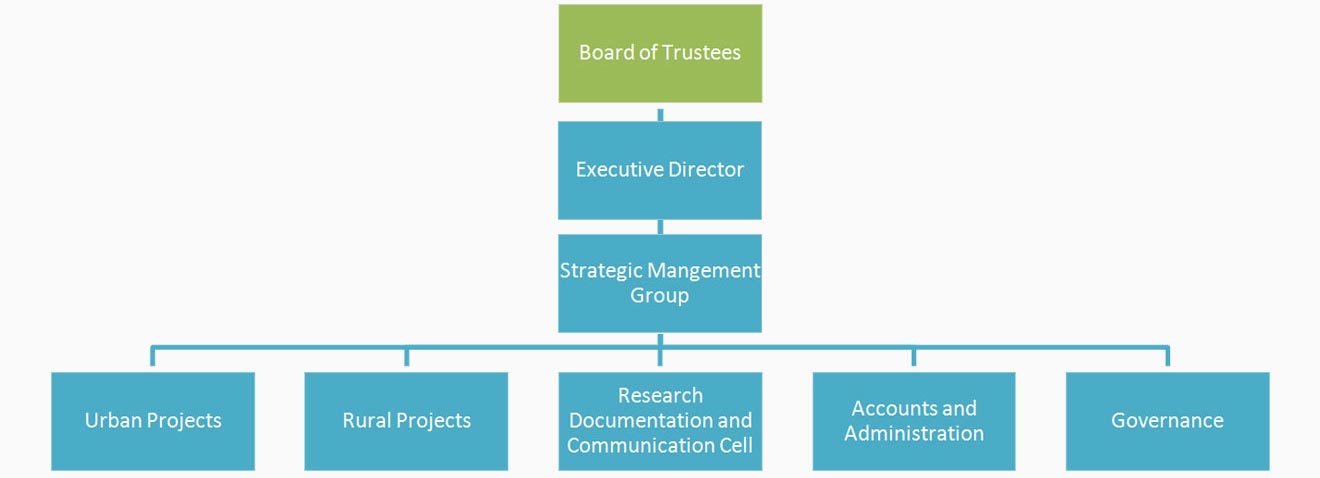 Board of Trustees
Executive Director
Strategic Mangement
Group
Urban Projects
Rural Projects
Research
Documentation and
Communication Cell
Accounts and
Administration
Governance